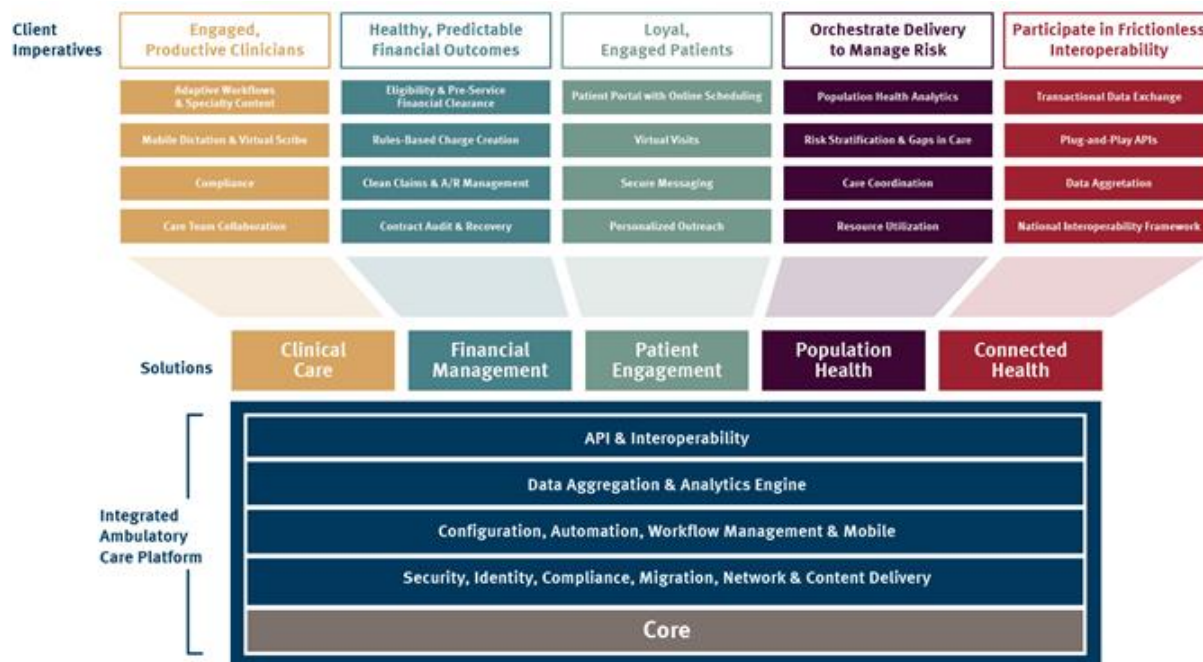 Client
Imperatives
Engaged,
Productive Clinicians
Healthy, Predictable
Financial Outcomes
Loyal,
Engaged Patients
Orchestrate Delivery
to Manage Risk
Participate in Frictionless
Interoperability
Adaptive Workflows
& Specialty Content
Eligibility & Pre-Service
Financial Clearance
Patient Portal with Online Scheduling
Population Health Analytics
Transactional Data Exchange
Mobile Dictation & Virtual Scribe
Rules-Based Charge Creation
Virtual Visits
Risk Stratification & Gaps in Care
Plug-and-Play APIs
Compliance
Clean Claims & A/R Management
Secure Messaging
Care Coordination
Data Aggretation
Care Team Collaboration
Contract Audit & Recovery
Personalized Outreach
Resource Utilization
National Interoperability Framework
Solutions
Clinical
Care
Financial
Management
Patient
Engagement
Population
Health
Connected
Health
Integrated
Ambulatory
Care Platform
API & Interoperability
Data Aggregation & Analytics Engine
Configuration, Automation, Workflow Management & Mobile
Security, Identity, Compliance, Migration, Network & Content Delivery
Core